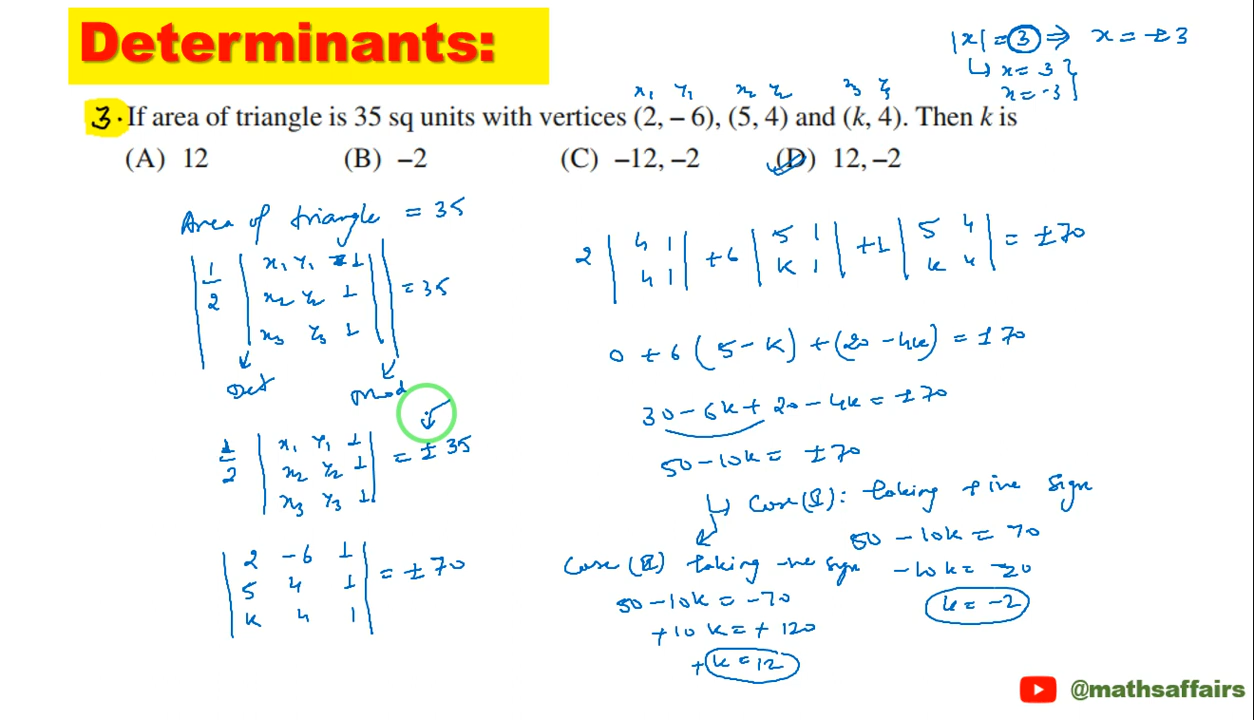 Determinants:
|x| = 3 ⇒ x = ±3
↳ x = 3
x = -3 }
x₁ y₁ x₂ y₂ x₃ y₃
3. If area of triangle is 35 sq units with vertices (2, – 6), (5, 4) and (k, 4). Then k is
(A) 12 (B) –2 (C) –12, –2 (D) 12, –2
Area of triangle = 35
| 1/2 | x₁ y₁ 1 |
| x₂ y₂ 1 | | = 35
| x₃ y₃ 1 |
Det Mod
1/2 | x₁ y₁ 1 |
| x₂ y₂ 1 | = ± 35
| x₃ y₃ 1 |
| 2 -6 1 |
| 5 4 1 | = ± 70
| k 4 1 |
2 | 4 1 | +6 | 5 1 | +1 | 5 4 | = ±70
| 4 1 | | k 1 | | k 4 |
0 + 6 (5 - k) + (20 - 4k) = ±70
30 - 6k + 20 - 4k = ±70
50 - 10k = ±70
↳ Case (I): taking +ive sign
50 - 10k = 70
-10k = -20
k = -2
Case (II) taking -ve sign
50 - 10k = -70
+10k = +120
+k = 12
@mathsaffairs